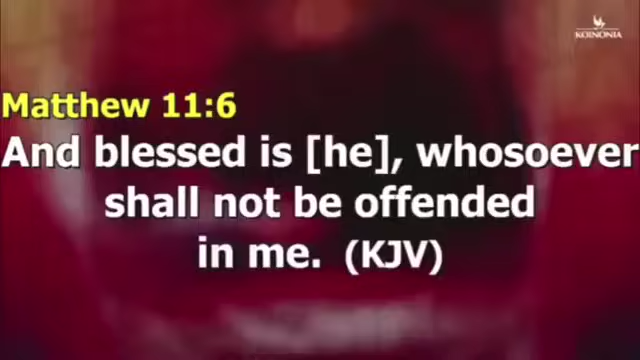 KOINONIA
Matthew 11:6
And blessed is [he], whosoever
shall not be offended
in me. (KJV)